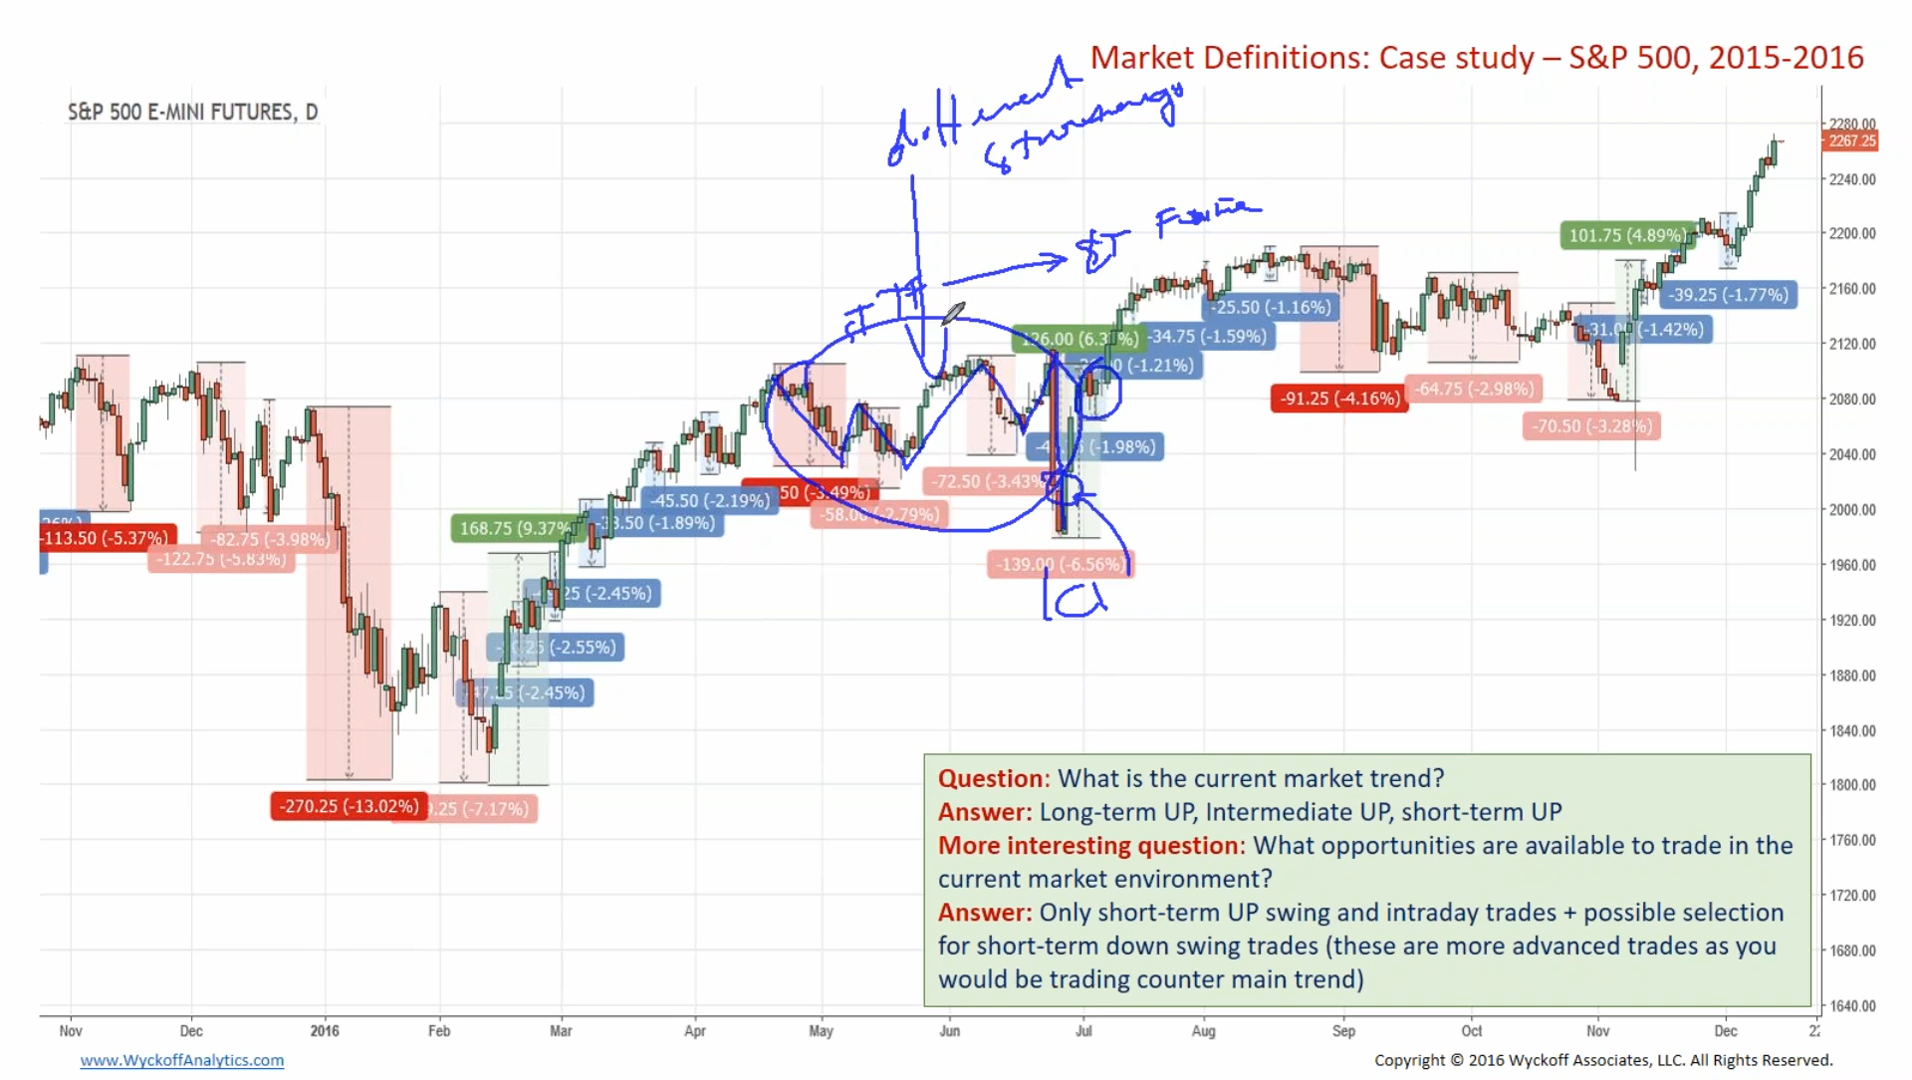 Market Definitions: Case study – S&P 500, 2015-2016
S&P 500 E-MINI FUTURES, D
different
strategy
ST
ST TR
2280.00
2267.25
2240.00
2200.00
2160.00
2120.00
2080.00
2040.00
2000.00
1960.00
1920.00
1880.00
1840.00
1800.00
1760.00
1720.00
1680.00
1640.00
101.75 (4.89%)
-39.25 (-1.77%)
(-1.42%)
-25.50 (-1.16%)
-34.75 (-1.59%)
(-1.21%)
-91.25 (-4.16%)
-64.75 (-2.98%)
-70.50 (-3.28%)
(-1.98%)
-72.50 (-3.43%)
(-3.49%)
(-2.79%)
-139.00 (-6.56%)
-45.50 (-2.19%)
(-1.89%)
168.75 (9.37%)
-113.50 (-5.37%)
-82.75 (-3.98%)
-122.75 (-5.83%)
(-2.45%)
(-2.55%)
(-2.45%)
-270.25 (-13.02%)
(-7.17%)
Question: What is the current market trend?
Answer: Long-term UP, Intermediate UP, short-term UP
More interesting question: What opportunities are available to trade in the
current market environment?
Answer: Only short-term UP swing and intraday trades + possible selection
for short-term down swing trades (these are more advanced trades as you
would be trading counter main trend)
Nov Dec 2016 Feb Mar Apr May Jun Jul Aug Sep Oct Nov Dec
www.WyckoffAnalytics.com
Copyright © 2016 Wyckoff Associates, LLC. All Rights Reserved.